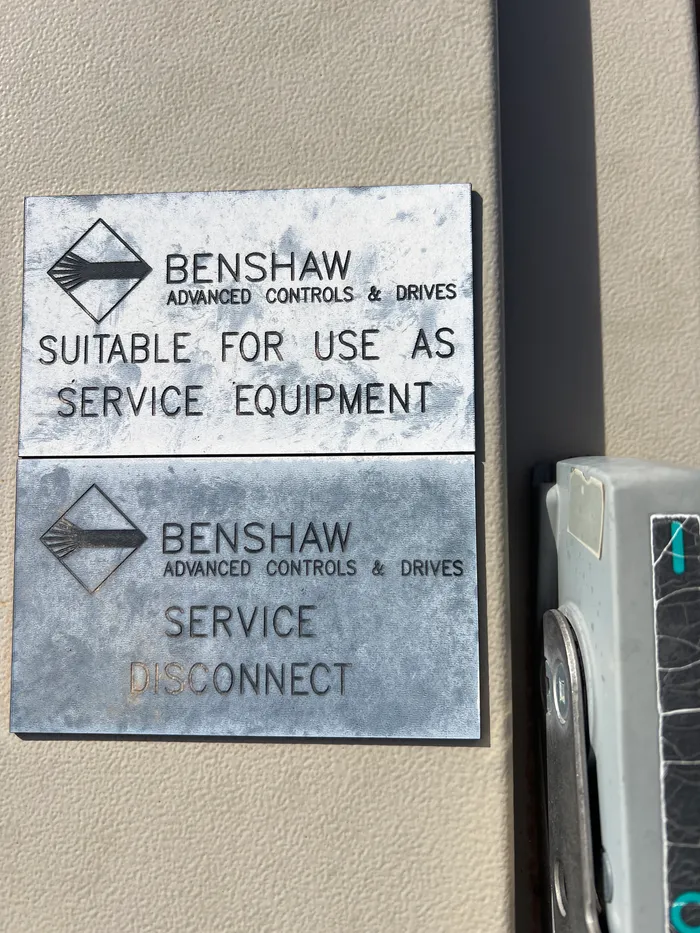 BENSHAW
ADVANCED CONTROLS & DRIVES
SUITABLE FOR USE AS
SERVICE EQUIPMENT
BENSHAW
ADVANCED CONTROLS & DRIVES
SERVICE
DISCONNECT
I
O